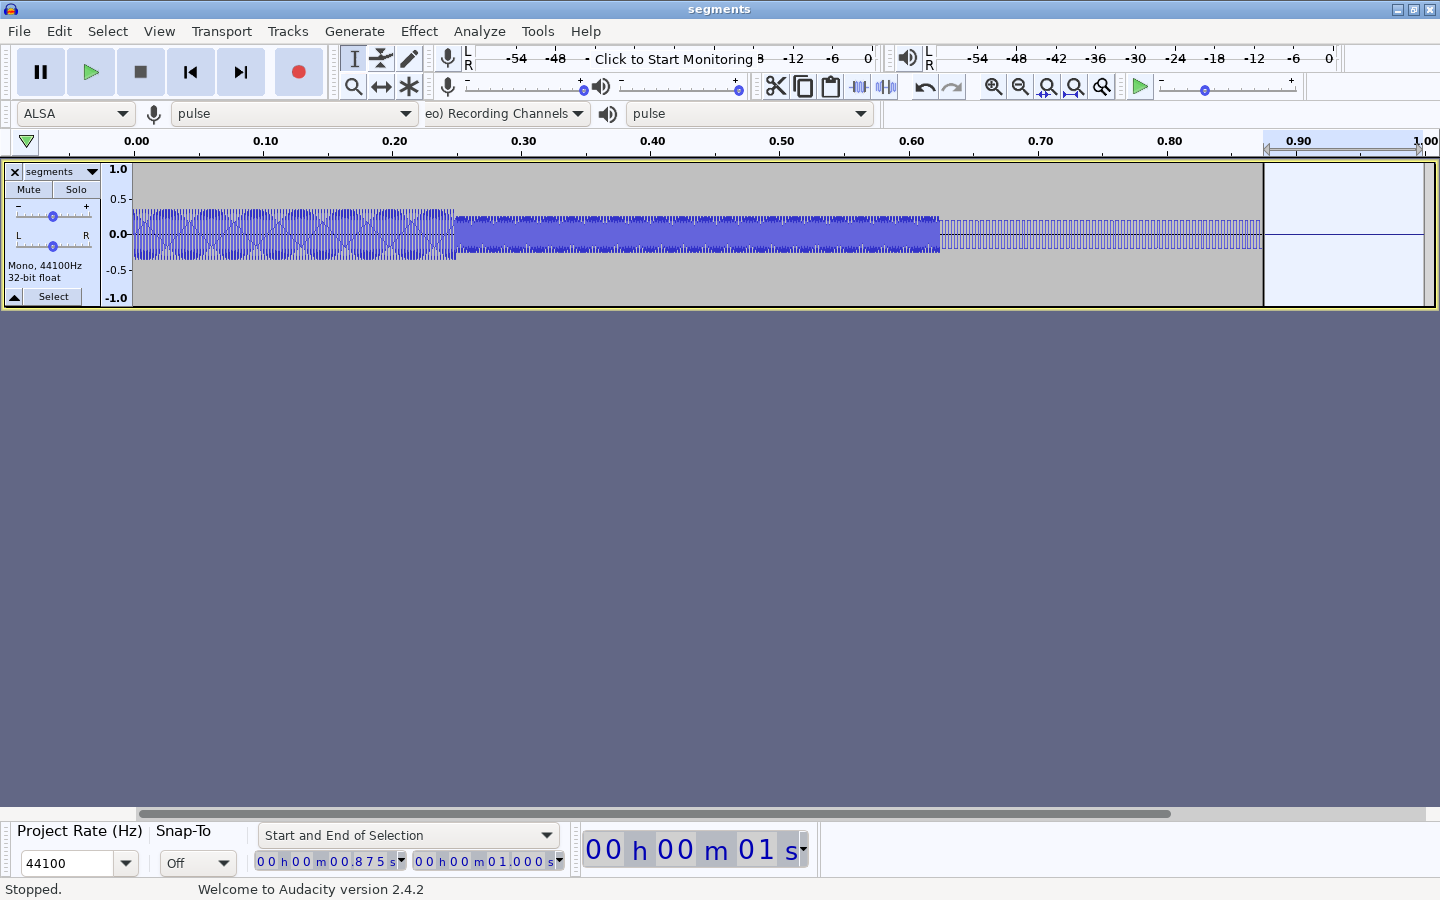 segments
File Edit Select View Transport Tracks Generate Effect Analyze Tools Help
L R -54 -48 - Click to Start Monitoring 8 -12 -6 0
L R -54 -48 -42 -36 -30 -24 -18 -12 -6 0
- + - + - +
ALSA pulse eo) Recording Channels pulse
0.00 0.10 0.20 0.30 0.40 0.50 0.60 0.70 0.80 0.90 1.00
segments
Mute Solo
- +
L R
Mono, 44100Hz
32-bit float
Select
1.0
0.5
0.0
-0.5
-1.0
Project Rate (Hz) Snap-To Start and End of Selection
44100 Off 00 h 00 m 00.875 s 00 h 00 m 01.000 s
00 h 00 m 01 s
Stopped. Welcome to Audacity version 2.4.2